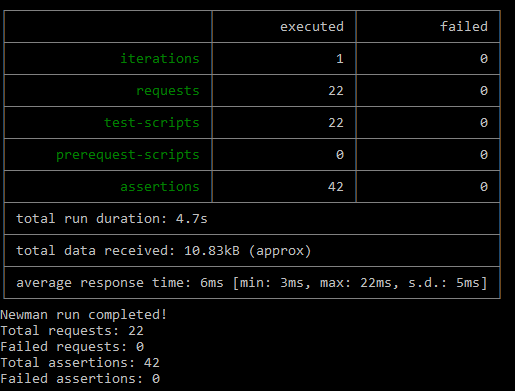 executed failed
iterations 1 0
requests 22 0
test-scripts 22 0
prerequest-scripts 0 0
assertions 42 0
total run duration: 4.7s
total data received: 10.83kB (approx)
average response time: 6ms [min: 3ms, max: 22ms, s.d.: 5ms]
Newman run completed!
Total requests: 22
Failed requests: 0
Total assertions: 42
Failed assertions: 0